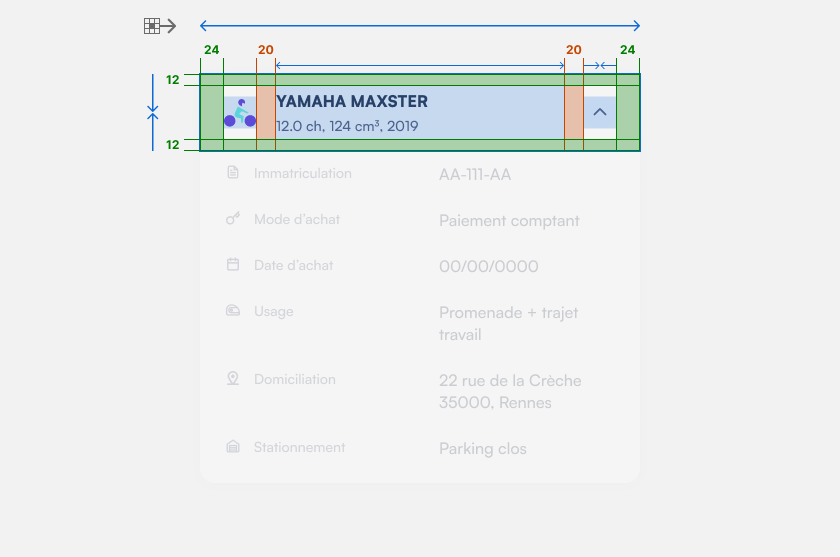 24 20 20 24
12
YAMAHA MAXSTER
12.0 ch, 124 cm³, 2019
12
Immatriculation AA-111-AA
Mode d'achat Paiement comptant
Date d'achat 00/00/0000
Usage Promenade + trajet
travail
Domiciliation 22 rue de la Crèche
35000, Rennes
Stationnement Parking clos